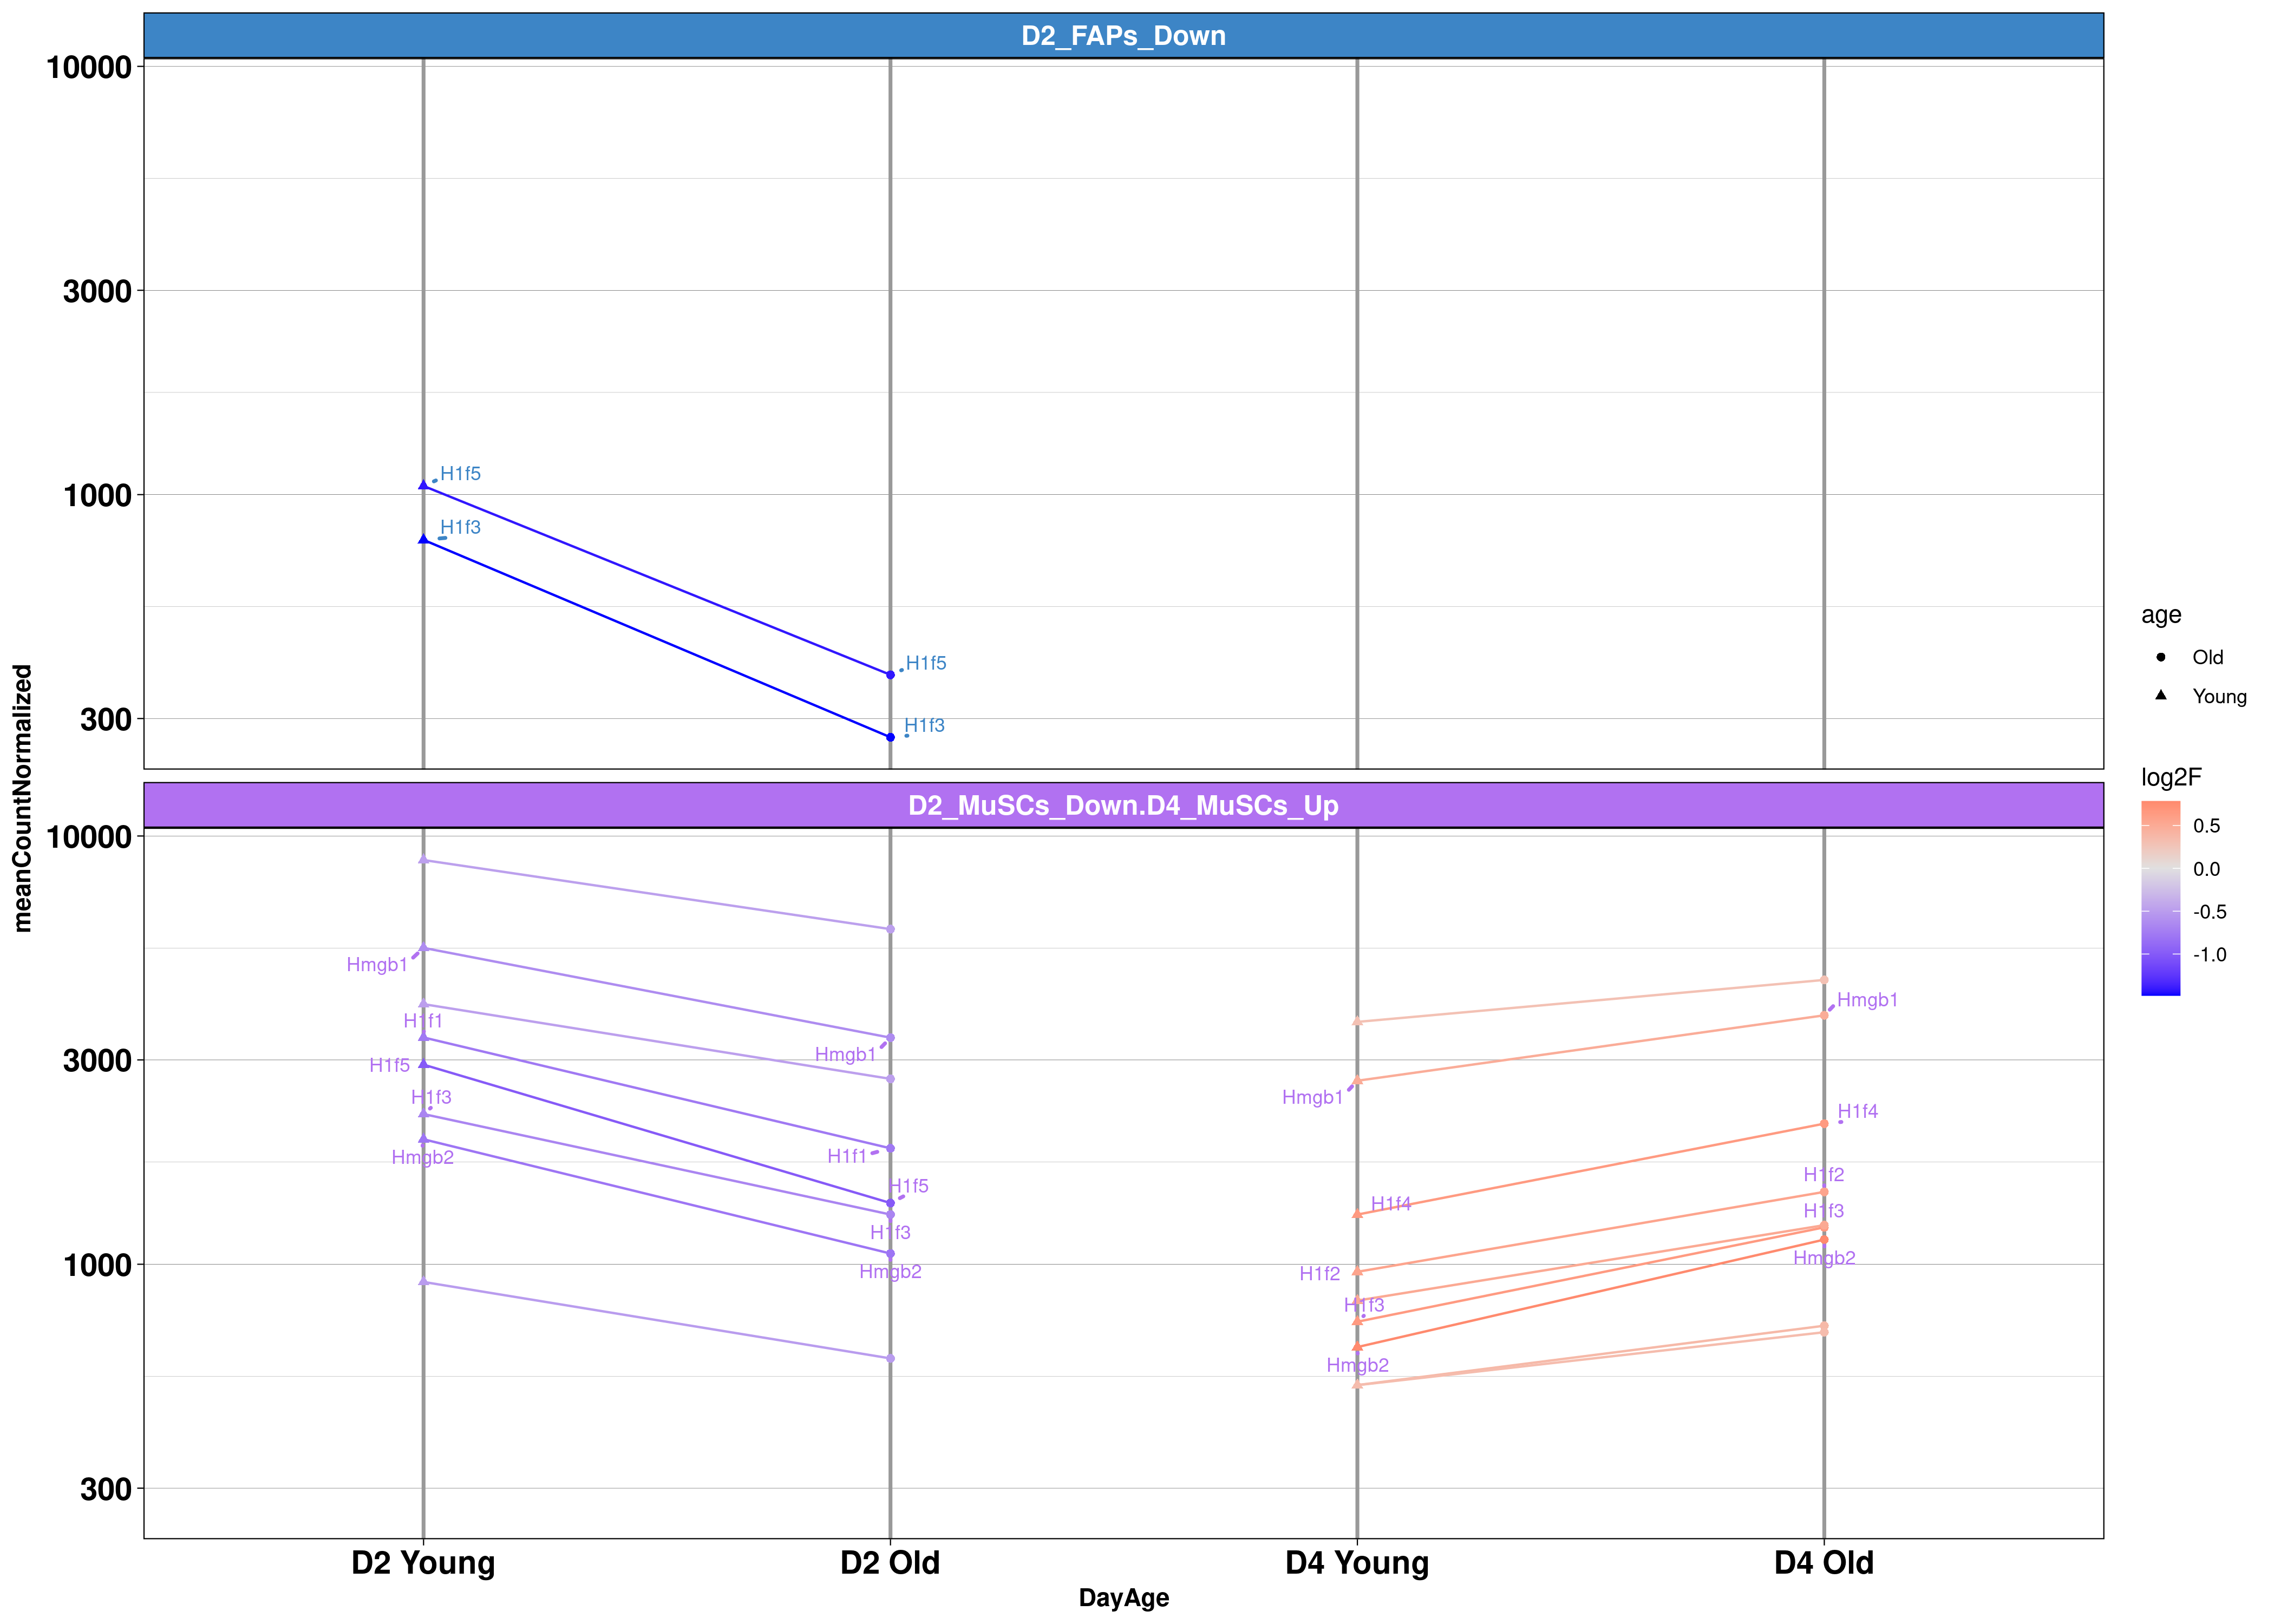 D2_FAPs_Down
10000
3000
1000
300
H1f5
H1f3
H1f5
H1f3
meanCountNormalized
D2_MuSCs_Down.D4_MuSCs_Up
10000
3000
1000
300
Hmgb1
H1f1
H1f5
H1f3
Hmgb2
Hmgb1
H1f1
H1f5
H1f3
Hmgb2
Hmgb1
H1f4
H1f2
H1f3
Hmgb2
Hmgb1
H1f4
H1f2
H1f3
Hmgb2
D2 Young
D2 Old
D4 Young
D4 Old
DayAge
age
Old
Young
log2F
0.5
0.0
-0.5
-1.0